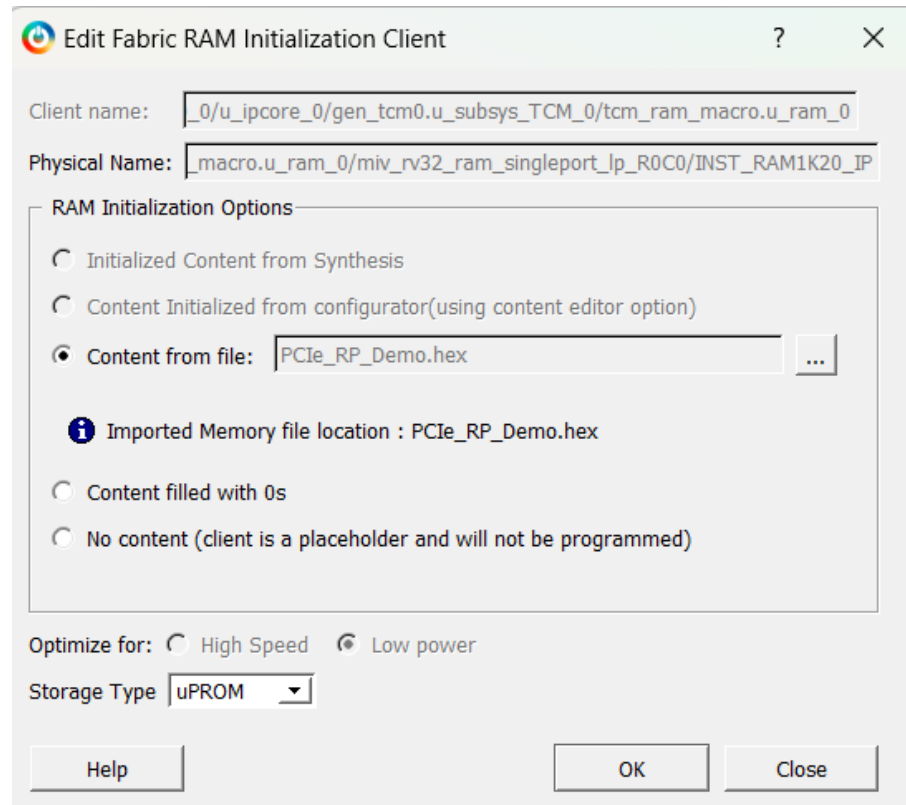 Edit Fabric RAM Initialization Client ? X
Client name: _0/u_ipcore_0/gen_tcm0.u_subsys_TCM_0/tcm_ram_macro.u_ram_0
Physical Name: _macro.u_ram_0/miv_rv32_ram_singleport_lp_R0C0/INST_RAM1K20_IP
RAM Initialization Options
Initialized Content from Synthesis
Content Initialized from configurator(using content editor option)
Content from file: PCIe_RP_Demo.hex ...
Imported Memory file location : PCIe_RP_Demo.hex
Content filled with 0s
No content (client is a placeholder and will not be programmed)
Optimize for: High Speed Low power
Storage Type uPROM
Help OK Close